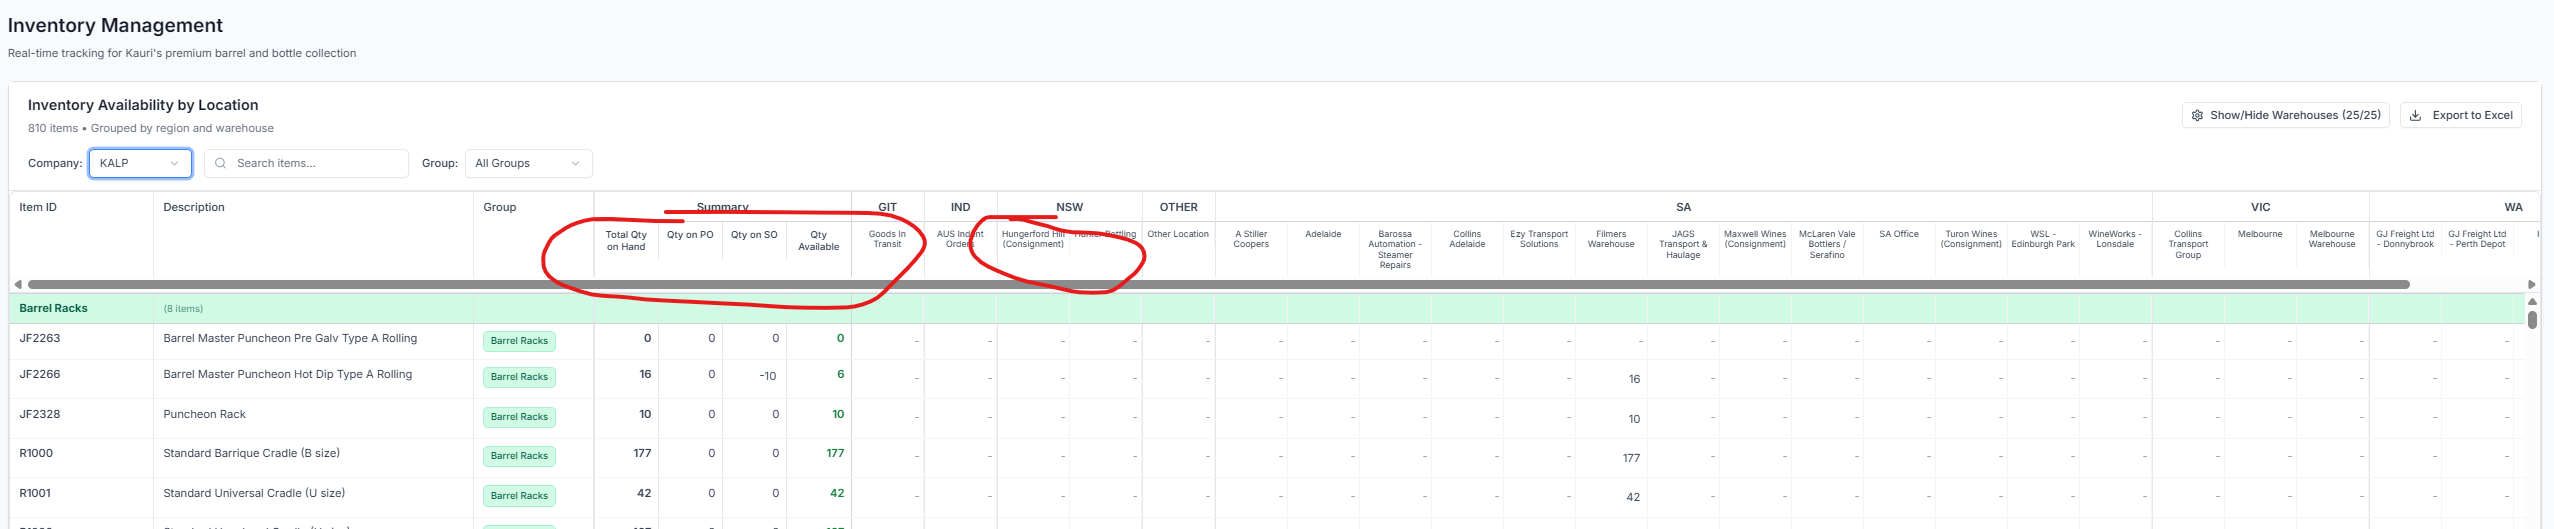 Inventory Management
Real-time tracking for Kauri's premium barrel and bottle collection
Inventory Availability by Location
810 items • Grouped by region and warehouse
Show/Hide Warehouses (25/25)
Export to Excel
Company: KALP Search items... Group: All Groups
Item ID Description Group Summary GIT IND NSW OTHER SA VIC WA
Total Qty on Hand
Qty on PO
Qty on SO
Qty Available
Goods In Transit
AUS Indent Orders
Hungerford Hill (Consignment)
Hunter Bottling
Other Location
A Stiller Coopers
Adelaide
Barossa Automation - Steamer Repairs
Collins Adelaide
Ezy Transport Solutions
Filmers Warehouse
JAGS Transport & Haulage
Maxwell Wines (Consignment)
McLaren Vale Bottlers / Serafino
SA Office
Turon Wines (Consignment)
WSL - Edinburgh Park
WineWorks - Lonsdale
Collins Transport Group
Melbourne
Melbourne Warehouse
GJ Freight Ltd - Donnybrook
GJ Freight Ltd - Perth Depot
Barrel Racks (8 items)
JF2263 Barrel Master Puncheon Pre Galv Type A Rolling Barrel Racks 0 0 0 0 - - - - - - - - - - - - - - - - - - - - - - -
JF2266 Barrel Master Puncheon Hot Dip Type A Rolling Barrel Racks 16 0 -10 6 - - - - - - - - - - 16 - - - - - - - - - - - -
JF2328 Puncheon Rack Barrel Racks 10 0 0 10 - - - - - - - - - - 10 - - - - - - - - - - - -
R1000 Standard Barrique Cradle (B size) Barrel Racks 177 0 0 177 - - - - - - - - - - 177 - - - - - - - - - - - -
R1001 Standard Universal Cradle (U size) Barrel Racks 42 0 0 42 - - - - - - - - - - 42 - - - - - - - - - - - -